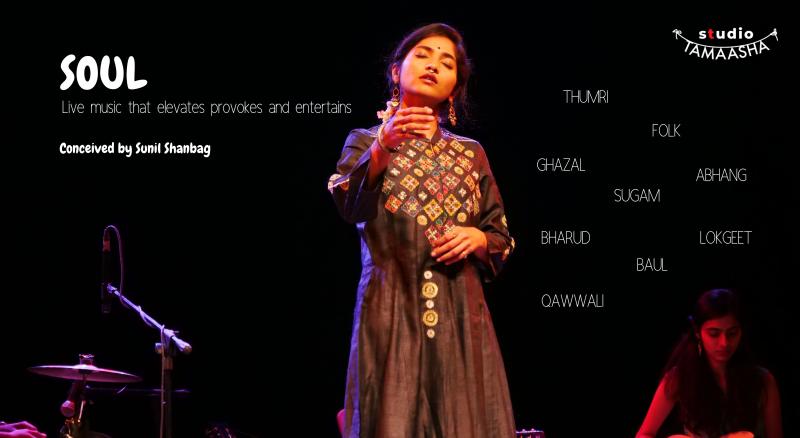 studio
TAMAASHA
SOUL
Live music that elevates provokes and entertains
Conceived by Sunil Shanbag
THUMRI
FOLK
GHAZAL
ABHANG
SUGAM
BHARUD
LOKGEET
BAUL
QAWWALI